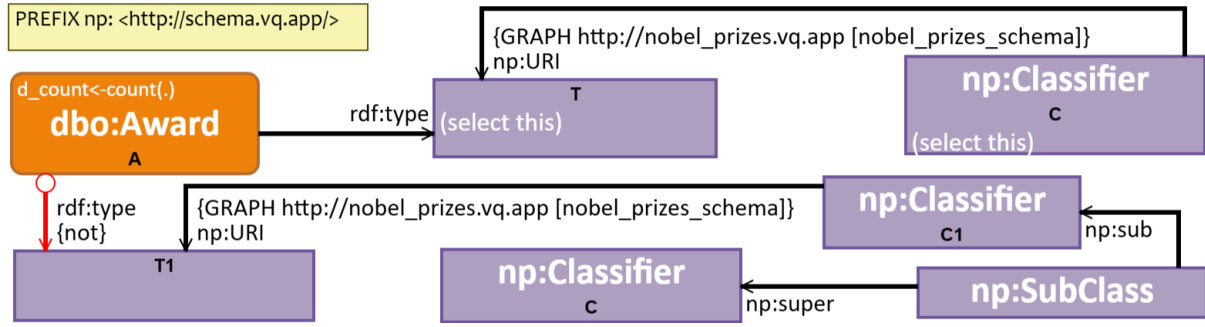 PREFIX np: <http://schema.vq.app/>
{GRAPH http://nobel_prizes.vq.app [nobel_prizes_schema]}
np:URI
d_count<-count(.)
dbo:Award
A
rdf:type
T
(select this)
np:Classifier
C
(select this)
rdf:type
{not}
{GRAPH http://nobel_prizes.vq.app [nobel_prizes_schema]}
np:URI
T1
np:Classifier
C1
np:sub
np:Classifier
C
np:super
np:SubClass